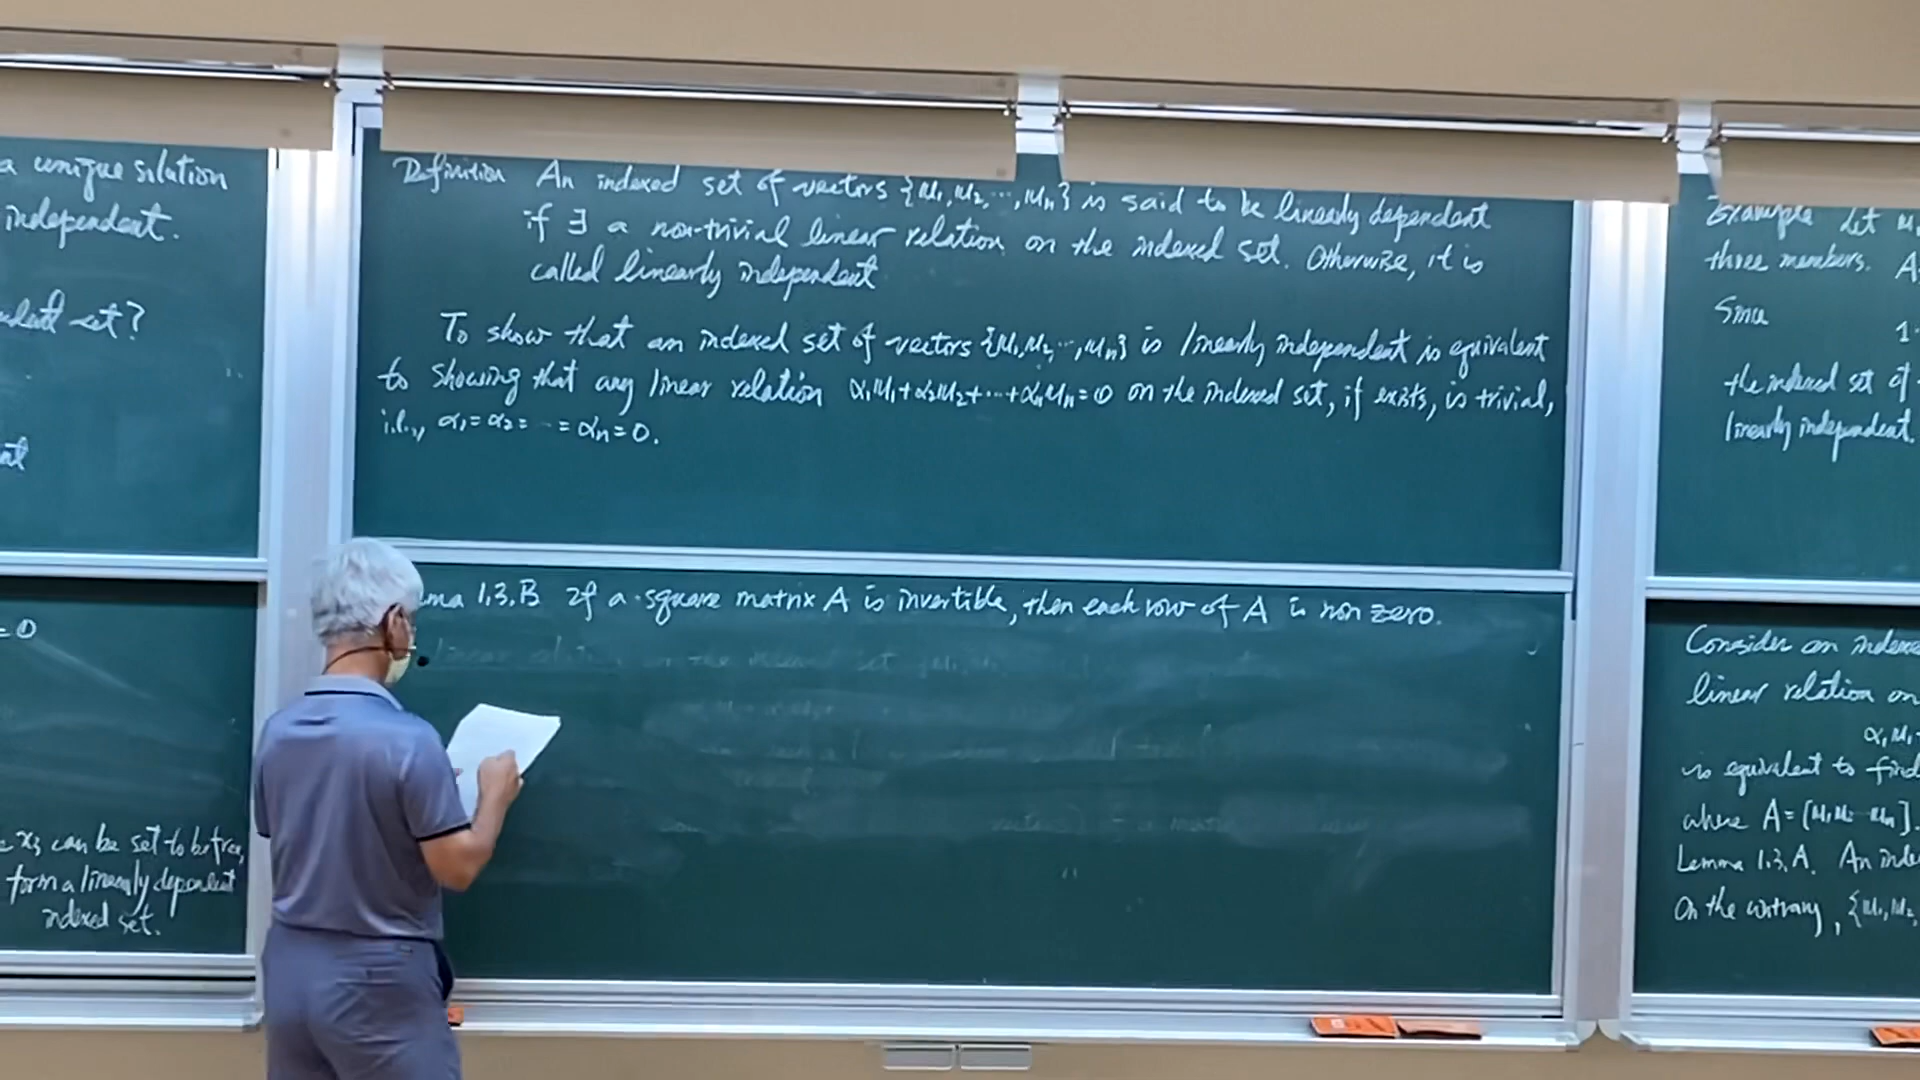 a unique solution
independent.
set?
= 0
x₃ can be set to be free,
form a linearly dependent
indexed set.
Definition An indexed set of vectors {u₁,u₂,⋯,uₙ} is said to be linearly dependent
if ∃ a non-trivial linear relation on the indexed set. Otherwise, it is
called linearly independent
To show that an indexed set of vectors {u₁,u₂,⋯,uₙ} is linearly independent is equivalent
to showing that any linear relation α₁u₁+α₂u₂+⋯+αₙuₙ=0 on the indexed set, if exists, is trivial,
i.e., α₁=α₂=⋯=αₙ=0.
1.3.B If a square matrix A is invertible, then each row of A is non zero.
Example Let u₁
three members. A
Since 1
the indexed set of
linearly independent.
Consider an indexed
linear relation on
α₁u₁
is equivalent to find
where A=[u₁ u₂ ⋯ uₙ].
Lemma 1.3.A. An
On the contrary, {u₁,u₂,